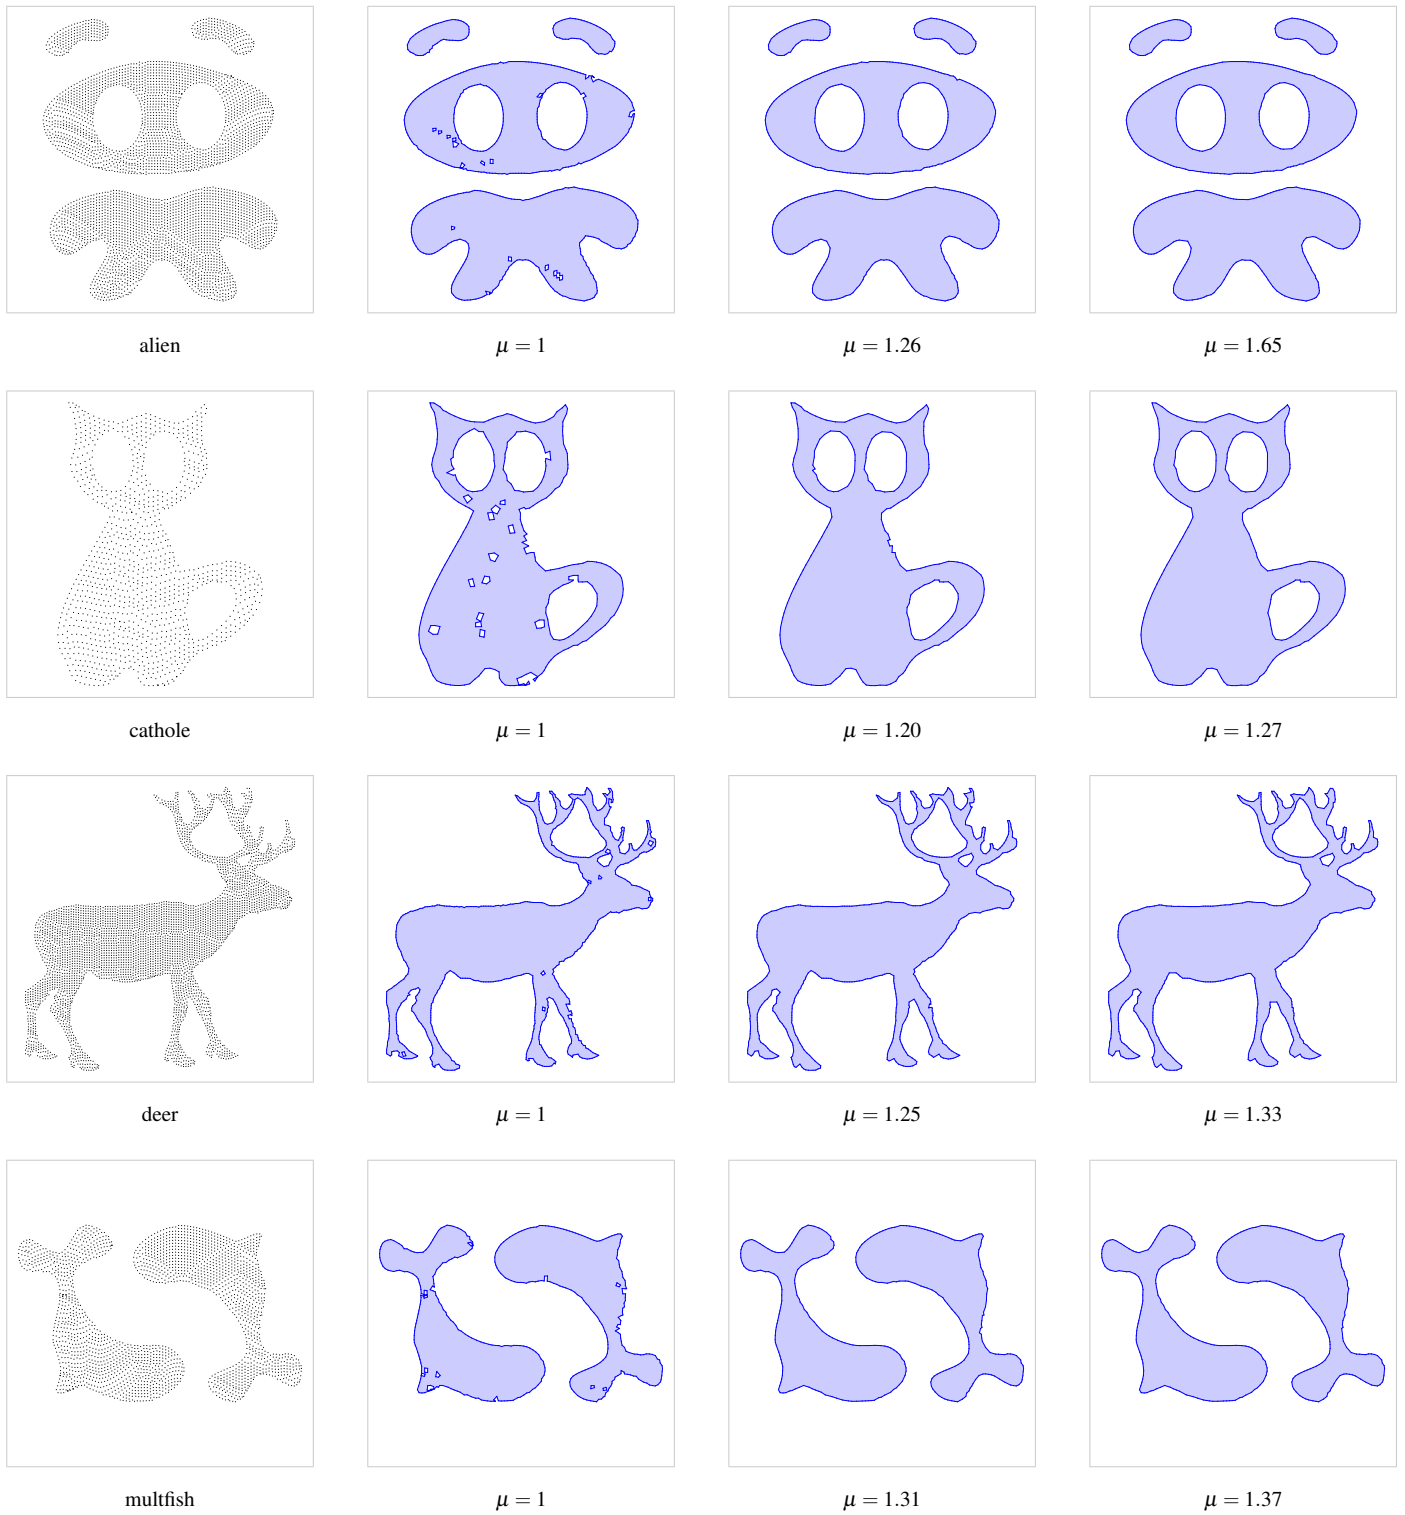 alien μ = 1 μ = 1.26 μ = 1.65
cathole μ = 1 μ = 1.20 μ = 1.27
deer μ = 1 μ = 1.25 μ = 1.33
multfish μ = 1 μ = 1.31 μ = 1.37